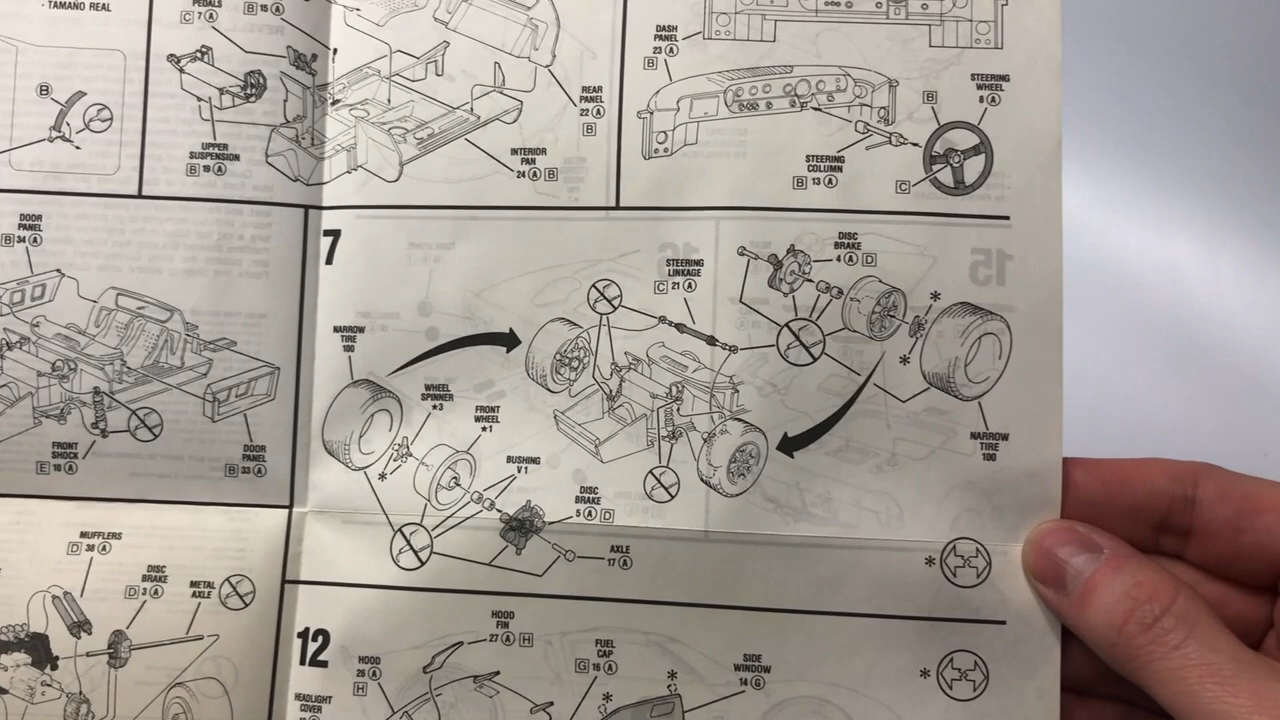 · TAMAÑO REAL
B
PEDALS
C 7 A
B 15 A
UPPER
SUSPENSION
B 19 A
REAR
PANEL
22 A
B
INTERIOR
PAN
24 A B
DASH
PANEL
23 A
B
STEERING
WHEEL
8 A
B
STEERING
COLUMN
B 13 A
C
DOOR
PANEL
B 34 A
FRONT
SHOCK
E 10 A
DOOR
PANEL
B 33 A
7
NARROW
TIRE
100
WHEEL
SPINNER
★3
*
FRONT
WHEEL
★1
BUSHING
V 1
DISC
BRAKE
5 A D
AXLE
17 A
STEERING
LINKAGE
C 21 A
DISC
BRAKE
4 A D
*
*
NARROW
TIRE
100
*
16
15
MUFFLERS
D 38 A
DISC
BRAKE
D 3 A
METAL
AXLE
12
HOOD
FIN
27 A H
HOOD
26 A
H
HEADLIGHT
COVER
FUEL
CAP
G 16 A
*
*
SIDE
WINDOW
14 G
*